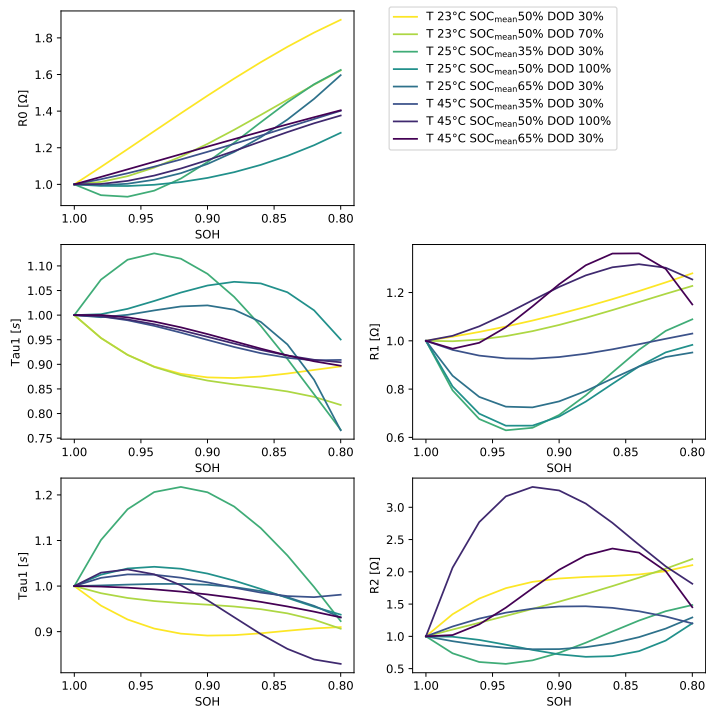 1.8
1.6
1.4
1.2
1.0
R0 [Ω]
1.00 0.95 0.90 0.85 0.80
SOH
T 23°C SOCmean50% DOD 30%
T 23°C SOCmean50% DOD 70%
T 25°C SOCmean35% DOD 30%
T 25°C SOCmean50% DOD 100%
T 25°C SOCmean65% DOD 30%
T 45°C SOCmean35% DOD 30%
T 45°C SOCmean50% DOD 100%
T 45°C SOCmean65% DOD 30%
1.10
1.05
1.00
0.95
0.90
0.85
0.80
0.75
Tau1 [s]
1.00 0.95 0.90 0.85 0.80
SOH
1.2
1.0
0.8
0.6
R1 [Ω]
1.00 0.95 0.90 0.85 0.80
SOH
1.2
1.1
1.0
0.9
Tau1 [s]
1.00 0.95 0.90 0.85 0.80
SOH
3.0
2.5
2.0
1.5
1.0
0.5
R2 [Ω]
1.00 0.95 0.90 0.85 0.80
SOH